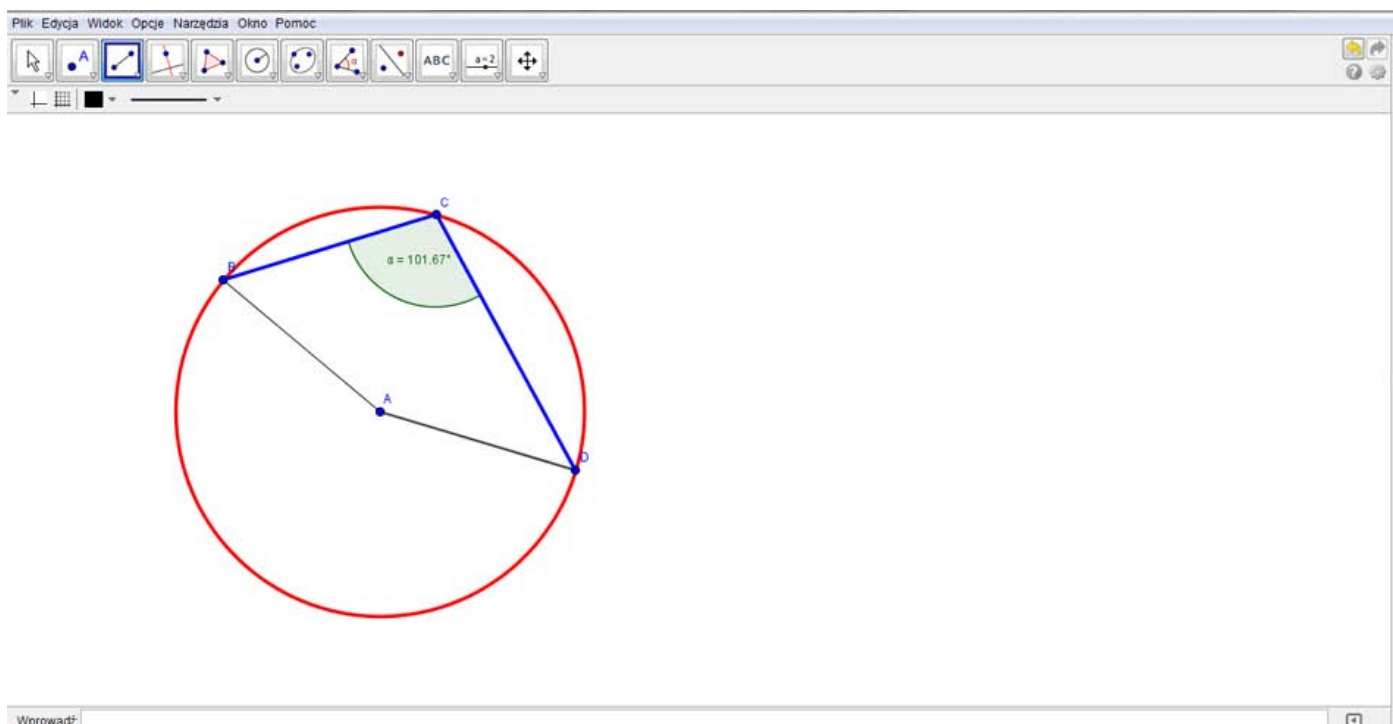 Plik Edycja Widok Opcje Narzędzia Okno Pomoc
A α ABC a=2
C
B
α = 101.67°
A
D
Wprowadź: